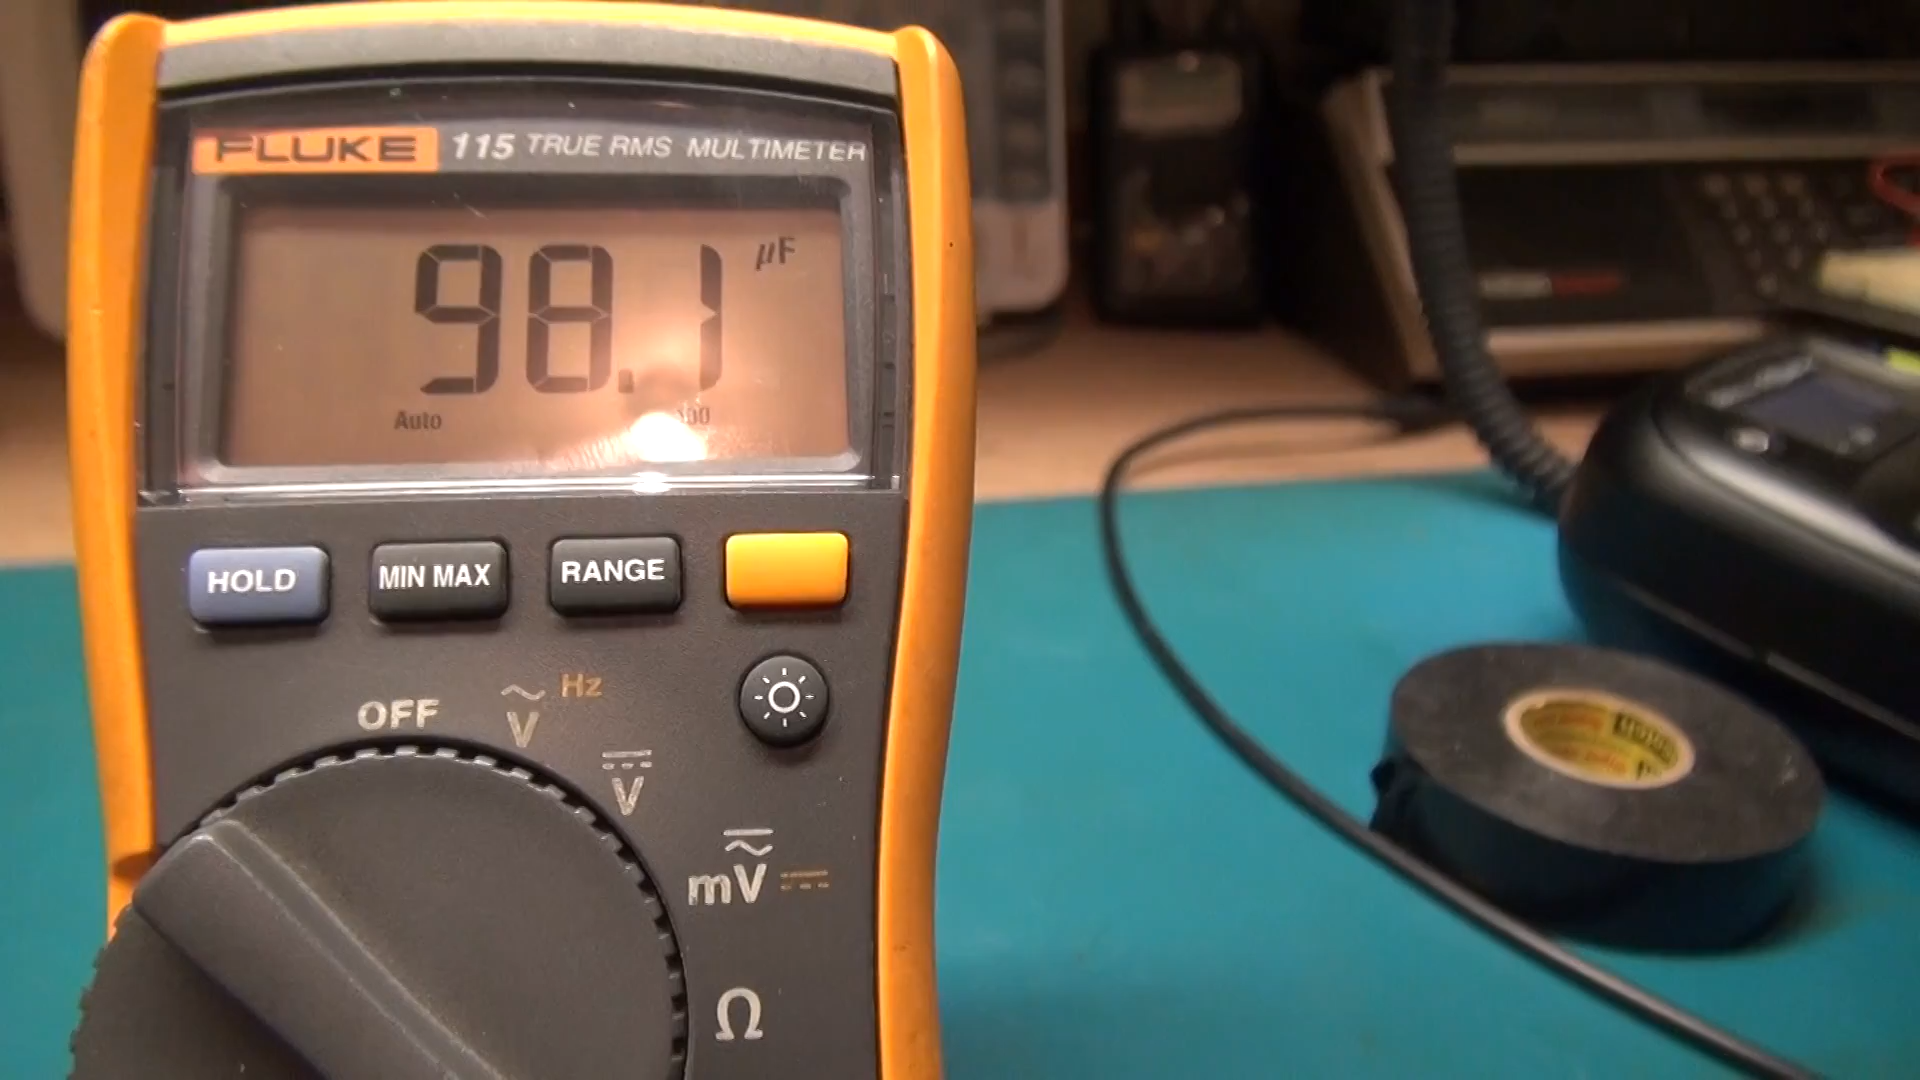 FLUKE 115 TRUE RMS MULTIMETER
98.1 µF
Auto
HOLD MIN MAX RANGE
OFF V Hz
V
mV
Ω